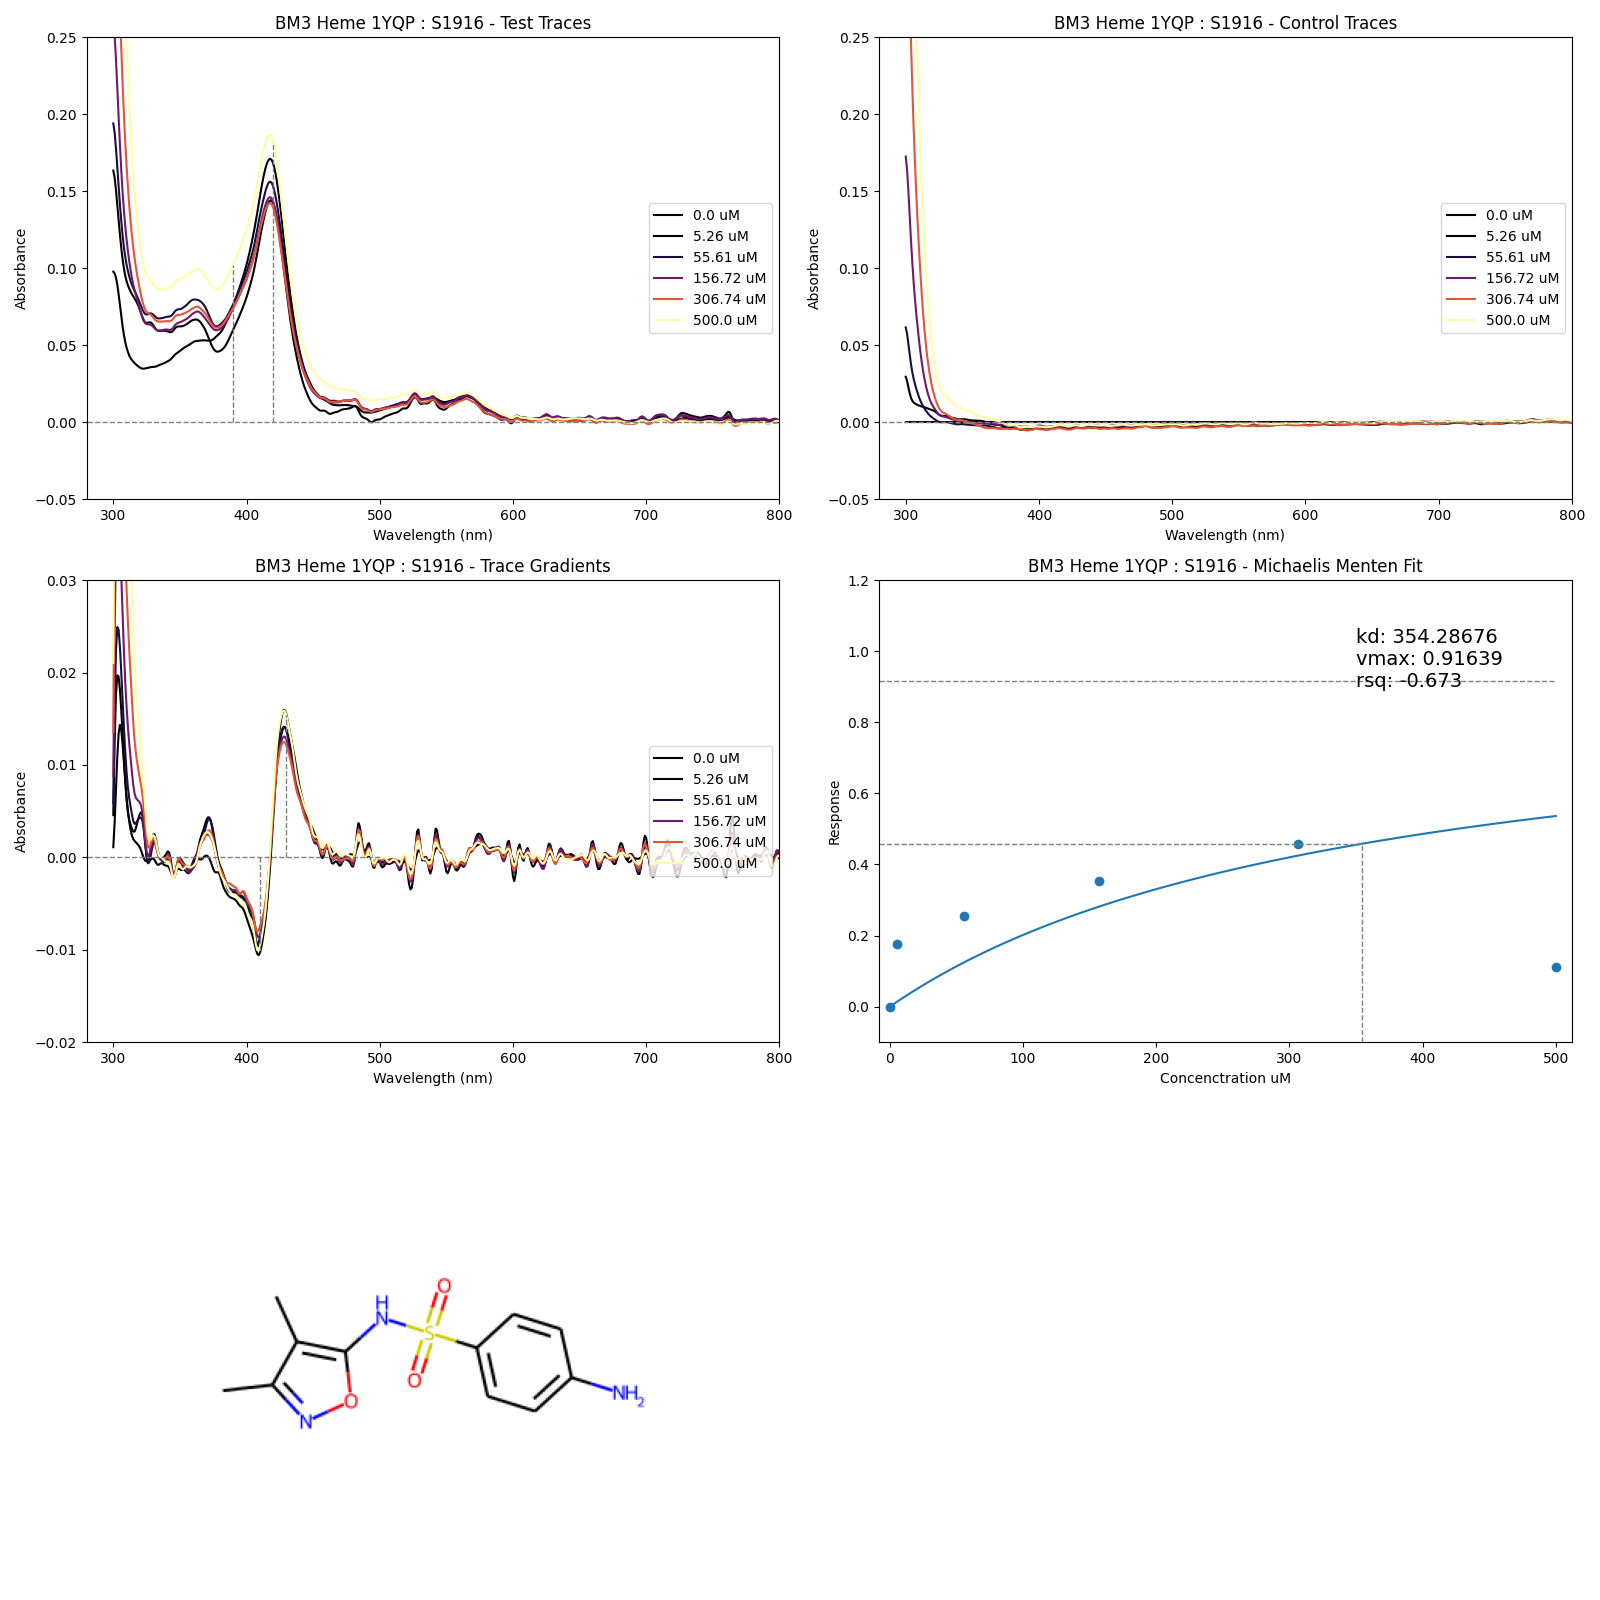 BM3 Heme 1YQP : S1916 - Test Traces
0.25
0.20
0.15
0.10
0.05
0.00
−0.05
Absorbance
300
400
500
600
700
800
Wavelength (nm)
0.0 uM
5.26 uM
55.61 uM
156.72 uM
306.74 uM
500.0 uM
BM3 Heme 1YQP : S1916 - Control Traces
0.25
0.20
0.15
0.10
0.05
0.00
−0.05
Absorbance
300
400
500
600
700
800
Wavelength (nm)
0.0 uM
5.26 uM
55.61 uM
156.72 uM
306.74 uM
500.0 uM
BM3 Heme 1YQP : S1916 - Trace Gradients
0.03
0.02
0.01
0.00
−0.01
−0.02
Absorbance
300
400
500
600
700
800
Wavelength (nm)
0.0 uM
5.26 uM
55.61 uM
156.72 uM
306.74 uM
500.0 uM
BM3 Heme 1YQP : S1916 - Michaelis Menten Fit
1.2
1.0
0.8
0.6
0.4
0.2
0.0
Response
kd: 354.28676
vmax: 0.91639
rsq: -0.673
0
100
200
300
400
500
Concenctration uM
O
H
N
S
O
O
N
NH2